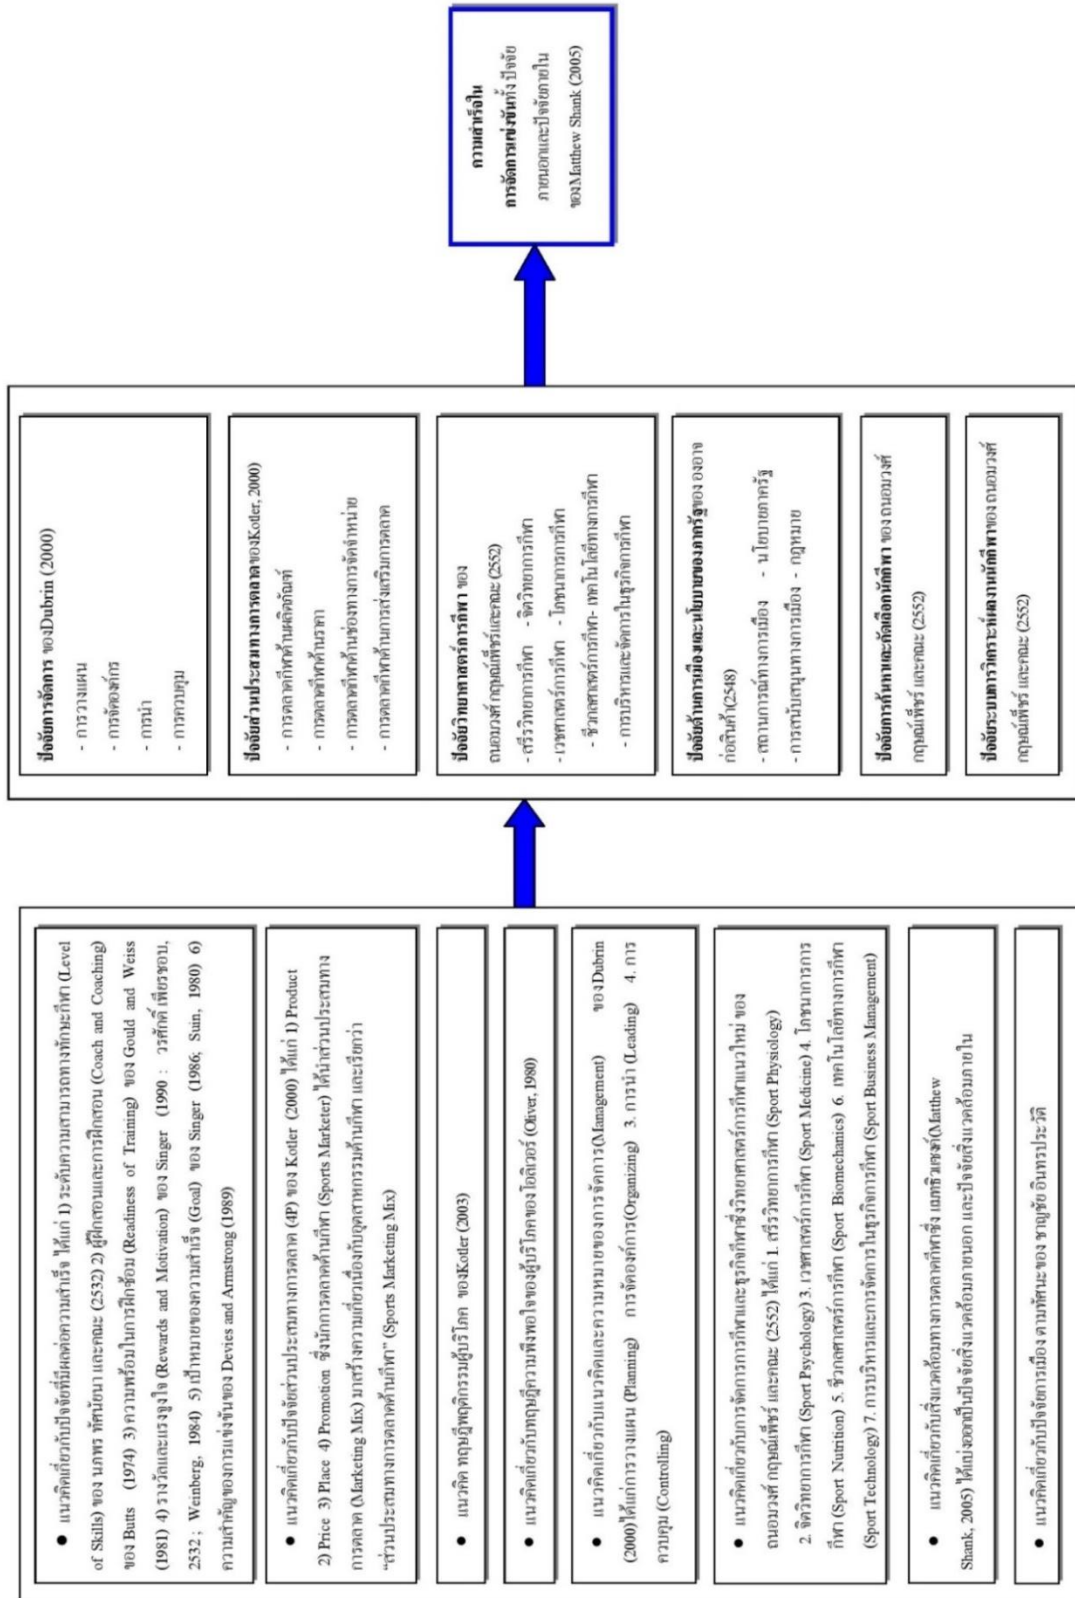 ● แนวคิดเกี่ยวกับปัจจัยที่มีผลต่อความสำเร็จ ได้แก่ 1) ระดับความสามารถทางทักษะกีฬา (Level
of Skills) ของ นภพร ทัศนัยนา และคณะ (2532) 2) ผู้ฝึกสอนและการฝึกสอน (Coach and Coaching)
ของ Butts (1974) 3) ความพร้อมในการฝึกซ้อม (Readiness of Training) ของ Gould and Weiss
(1981) 4) รางวัลและแรงจูงใจ (Rewards and Motivation) ของ Singer (1990 : วรศักดิ์ เพียรชอบ,
2532 ; Weinberg, 1984) 5) เป้าหมายของความสำเร็จ (Goal) ของ Singer (1986; Suin, 1980) 6)
ความสำคัญของการแข่งขันของ Devies and Armstrong (1989)
● แนวคิดเกี่ยวกับปัจจัยส่วนประสมทางการตลาด (4P) ของ Kotler (2000) ได้แก่ 1) Product
2) Price 3) Place 4) Promotion ซึ่งนักการตลาดด้านกีฬา (Sports Marketer) ได้นำส่วนประสมทาง
การตลาด (Marketing Mix) มาสร้างความเกี่ยวเนื่องกับอุตสาหกรรมด้านกีฬา และเรียกว่า
“ส่วนประสมทางการตลาดด้านกีฬา” (Sports Marketing Mix)
● แนวคิด ทฤษฎีพฤติกรรมผู้บริโภค ของKotler (2003)
● แนวคิดเกี่ยวกับทฤษฎีความพึงพอใจของผู้บริโภคของโอลิเวอร์ (Oliver, 1980)
● แนวคิดเกี่ยวกับแนวคิดและความหมายของการจัดการ(Management) ของDubrin
(2000)ได้แก่การวางแผน (Planning) การจัดองค์การ(Organizing) 3. การนำ (Leading) 4. การ
ควบคุม (Controlling)
● แนวคิดเกี่ยวกับการจัดการการกีฬาและธุรกิจกีฬาซึ่งวิทยาศาสตร์การกีฬาแนวใหม่ ของ
ถนอมวงศ์ กฤษณ์เพ็ชร์ และคณะ (2552) ได้แก่ 1. สรีรวิทยาการกีฬา (Sport Physiology)
2. จิตวิทยาการกีฬา (Sport Psychology) 3. เวชศาสตร์การกีฬา (Sport Medicine) 4. โภชนาการการ
กีฬา (Sport Nutrition) 5. ชีวกลศาสตร์การกีฬา (Sport Biomechanics) 6. เทคโนโลยีทางการกีฬา
(Sport Technology) 7. การบริหารและการจัดการในธุรกิจการกีฬา (Sport Business Management)
● แนวคิดเกี่ยวกับสิ่งแวดล้อมทางการตลาดกีฬาซึ่ง แมททิวแชงค์(Matthew
Shank, 2005) ได้แบ่งออกเป็นปัจจัยสิ่งแวดล้อมภายนอก และปัจจัยสิ่งแวดล้อมภายใน
● แนวคิดเกี่ยวกับปัจจัยการเมือง ตามทัศนะของ ชาญชัย อินทรประวัติ
ปัจจัยการจัดการ ของDubrin (2000)
- การวางแผน
- การจัดองค์กร
- การนำ
- การควบคุม
ปัจจัยส่วนประสมทางการตลาดของKotler, 2000)
- การตลาดกีฬาด้านผลิตภัณฑ์
- การตลาดกีฬาด้านราคา
- การตลาดกีฬาด้านช่องทางการจัดจำหน่าย
- การตลาดกีฬาด้านการส่งเสริมการตลาด
ปัจจัยวิทยาศาสตร์การกีฬา ของ
ถนอมวงศ์ กฤษณ์เพ็ชร์และคณะ (2552)
- สรีรวิทยาการกีฬา - จิตวิทยาการกีฬา
- เวชศาสตร์การกีฬา - โภชนาการการกีฬา
- ชีวกลศาสตร์การกีฬา- เทคโนโลยีทางการกีฬา
- การบริหารและจัดการในธุรกิจการกีฬา
ปัจจัยด้านการเมืองและนโยบายของภาครัฐของ องอาจ
ก่อสินค้า(2548)
- สถานการณ์ทางการเมือง - นโยบายภาครัฐ
- การสนับสนุนทางการเมือง - กฎหมาย
ปัจจัยการค้นหาและคัดเลือกนักกีฬา ของ ถนอมวงศ์
กฤษณ์เพ็ชร์ และคณะ (2552)
ปัจจัยระบบการวิเคราะห์ผลงานนักกีฬาของ ถนอมวงศ์
กฤษณ์เพ็ชร์ และคณะ (2552)
ความสำเร็จใน
การจัดการแข่งขันทั้ง ปัจจัย
ภายนอกและปัจจัยภายใน
ของMatthew Shank (2005)